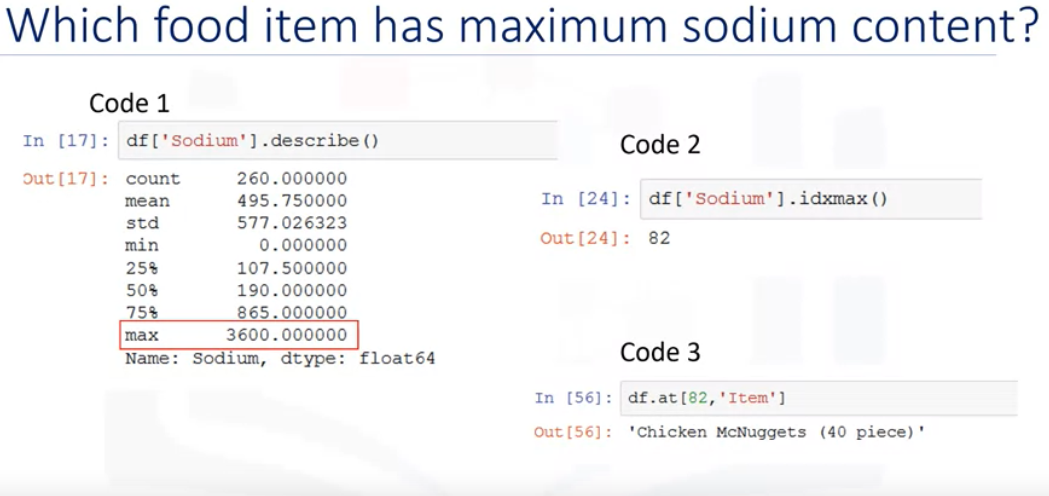 Which food item has maximum sodium content?
Code 1
In [17]: df['Sodium'].describe()
Out[17]: count 260.000000
mean 495.750000
std 577.026323
min 0.000000
25% 107.500000
50% 190.000000
75% 865.000000
max 3600.000000
Name: Sodium, dtype: float64
Code 2
In [24]: df['Sodium'].idxmax()
Out[24]: 82
Code 3
In [56]: df.at[82,'Item']
Out[56]: 'Chicken McNuggets (40 piece)'